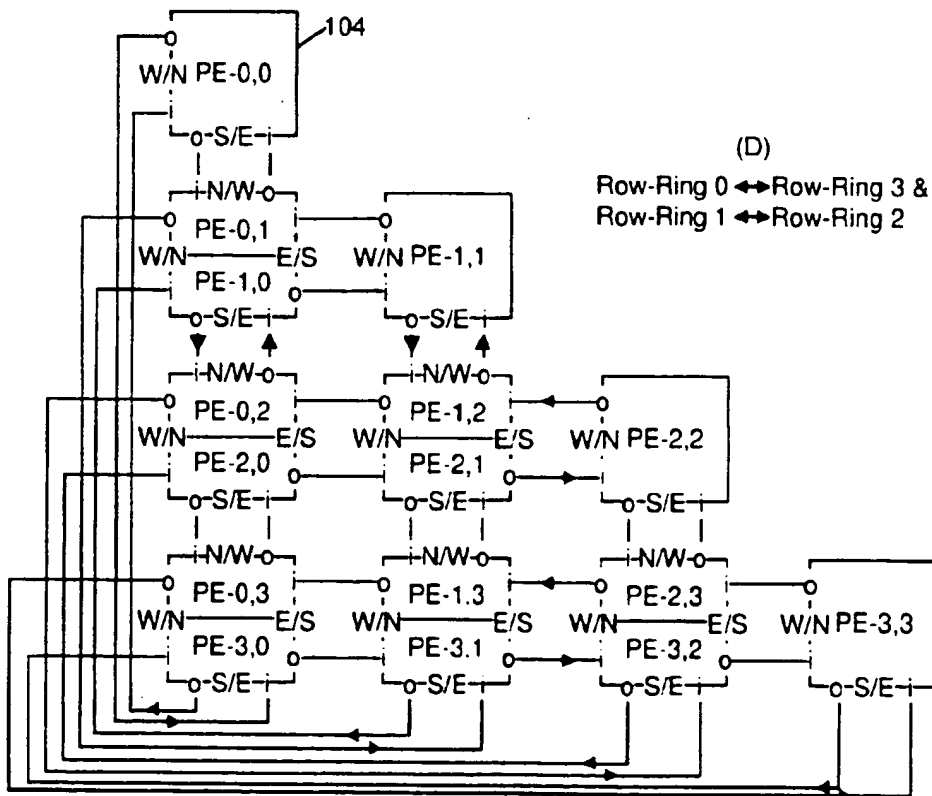 104
W/N PE-0,0
o S/E i
(D)
Row-Ring 0 ↔ Row-Ring 3 &
Row-Ring 1 ↔ Row-Ring 2
i N/W o
PE-0,1
W/N E/S W/N PE-1,1
PE-1,0
o S/E i o S/E i
i N/W o i N/W o
PE-0,2 PE-1,2
W/N E/S W/N E/S W/N PE-2,2
PE-2,0 PE-2,1
o S/E i o S/E i o S/E i
i N/W o i N/W o i N/W o
PE-0,3 PE-1.3 PE-2,3
W/N E/S W/N E/S W/N E/S W/N PE-3,3
PE-3,0 PE-3.1 PE-3,2
o S/E i o S/E i o S/E i o S/E i